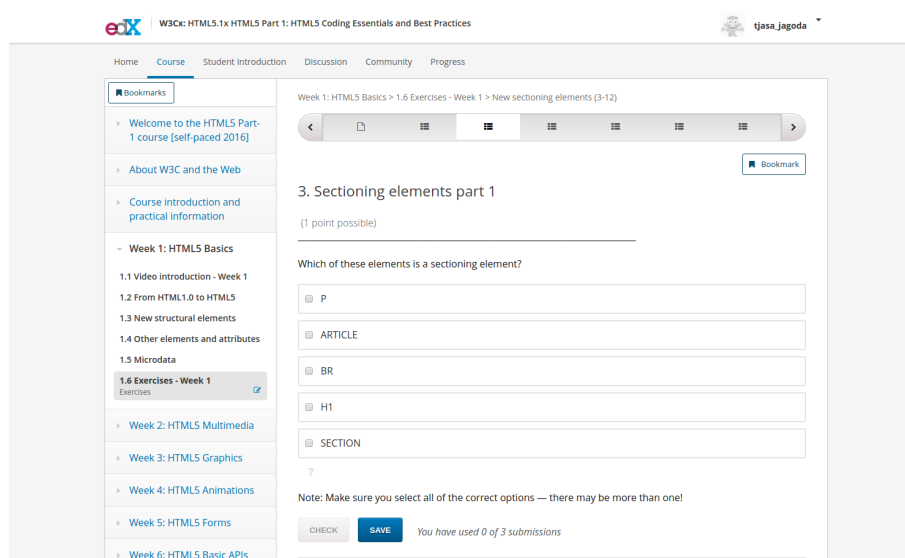 edX W3Cx: HTML5.1x HTML5 Part 1: HTML5 Coding Essentials and Best Practices
tjasa_jagoda
Home Course Student Introduction Discussion Community Progress
Bookmarks
Welcome to the HTML5 Part-
1 course [self-paced 2016]
About W3C and the Web
Course introduction and
practical information
Week 1: HTML5 Basics
1.1 Video introduction - Week 1
1.2 From HTML1.0 to HTML5
1.3 New structural elements
1.4 Other elements and attributes
1.5 Microdata
1.6 Exercises - Week 1
Exercises
Week 2: HTML5 Multimedia
Week 3: HTML5 Graphics
Week 4: HTML5 Animations
Week 5: HTML5 Forms
Week 6: HTML5 Basic APIs
Week 1: HTML5 Basics > 1.6 Exercises - Week 1 > New sectioning elements (3-12)
Bookmark
3. Sectioning elements part 1
(1 point possible)
Which of these elements is a sectioning element?
P
ARTICLE
BR
H1
SECTION
?
Note: Make sure you select all of the correct options — there may be more than one!
CHECK SAVE You have used 0 of 3 submissions